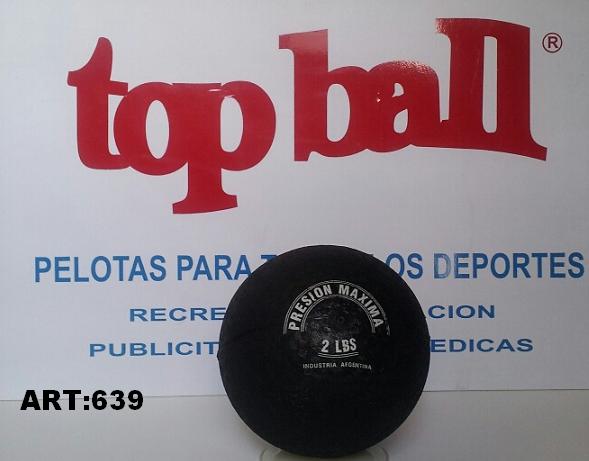 top ball ®
PELOTAS PARA T LOS DEPORTES
RECRE ACION
PUBLICIT EDICAS
PRESION MAXIMA
2 LBS
INDUSTRIA ARGENTINA
ART:639